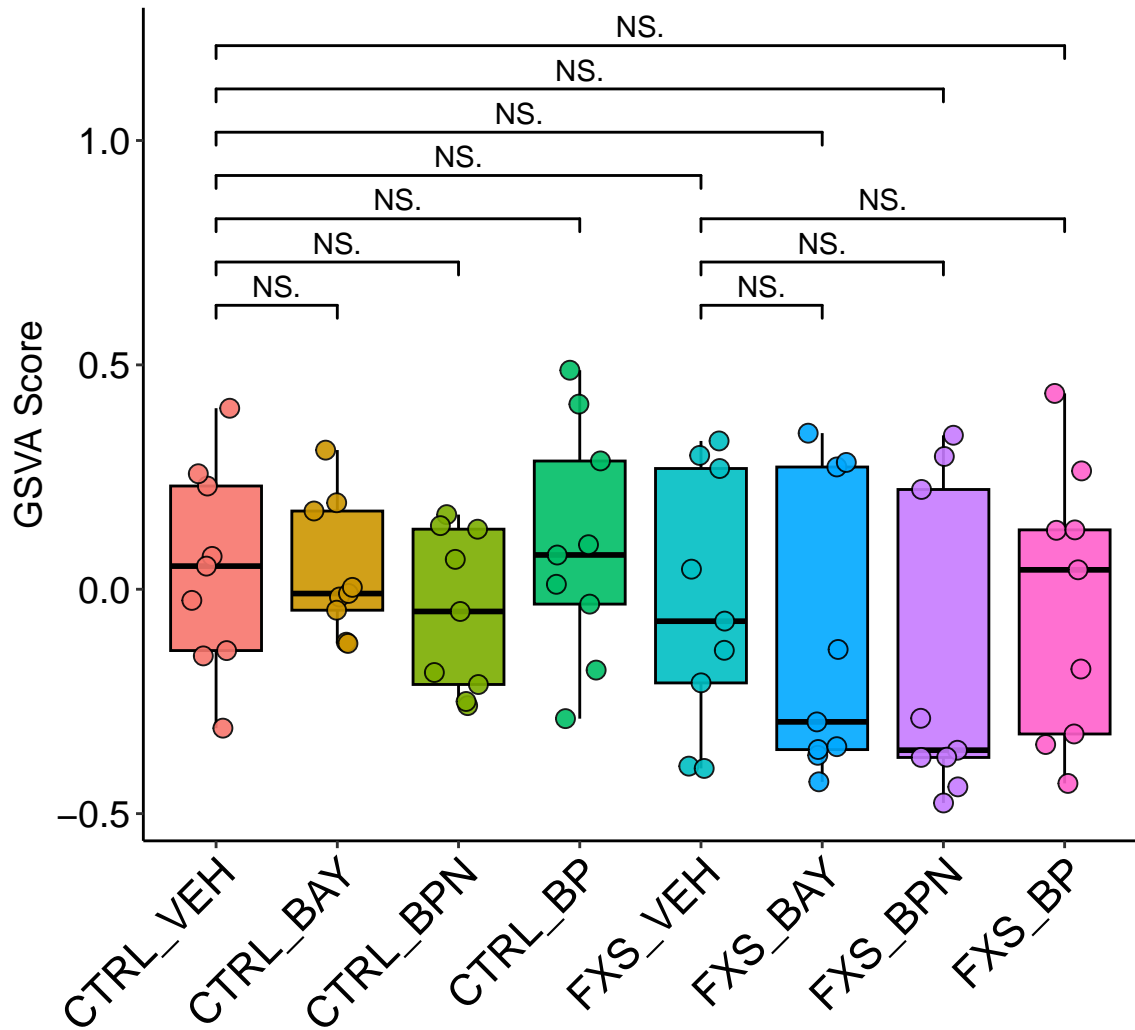 NS.
NS.
NS.
NS.
NS.
NS.
NS.
NS.
NS.
NS.
GSVA Score
1.0
0.5
0.0
−0.5
CTRL_VEH
CTRL_BAY
CTRL_BPN
CTRL_BP
FXS_VEH
FXS_BAY
FXS_BPN
FXS_BP